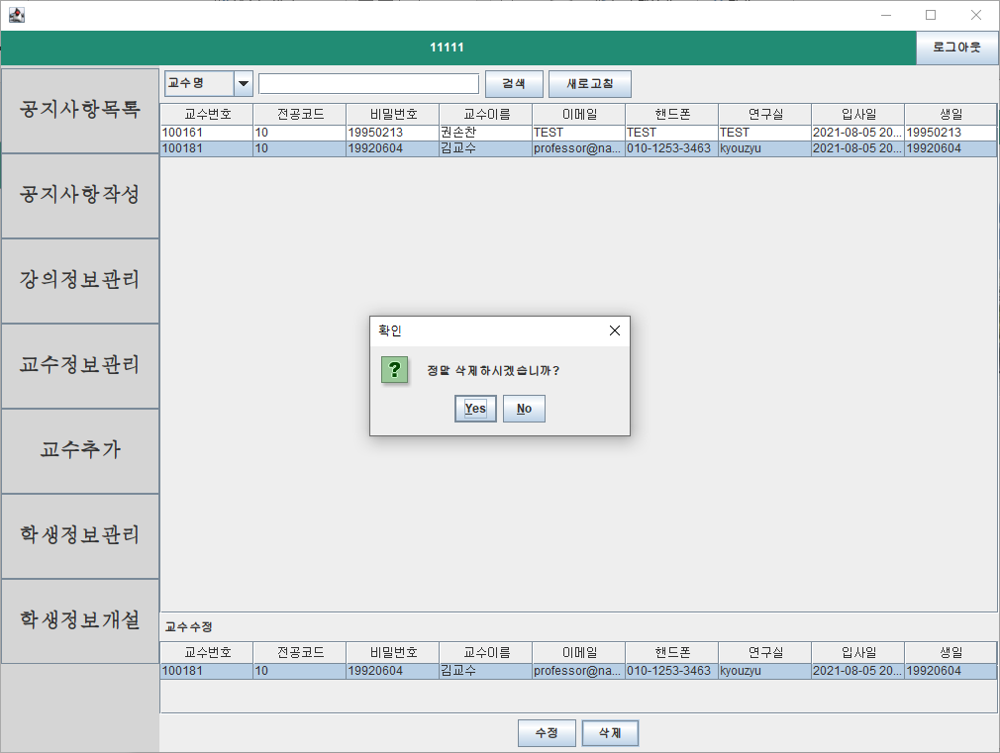 11111
로그아웃
공지사항목록
공지사항작성
강의정보관리
교수정보관리
교수추가
학생정보관리
학생정보개설
교수명 검색 새로고침
교수번호 전공코드 비밀번호 교수이름 이메일 핸드폰 연구실 입사일 생일
100161 10 19950213 권손찬 TEST TEST TEST 2021-08-05 20... 19950213
100181 10 19920604 김교수 professor@na... 010-1253-3463 kyouzyu 2021-08-05 20... 19920604
확인
?
정말 삭제하시겠습니까?
Yes No
교수수정
교수번호 전공코드 비밀번호 교수이름 이메일 핸드폰 연구실 입사일 생일
100181 10 19920604 김교수 professor@na... 010-1253-3463 kyouzyu 2021-08-05 20... 19920604
수정 삭제